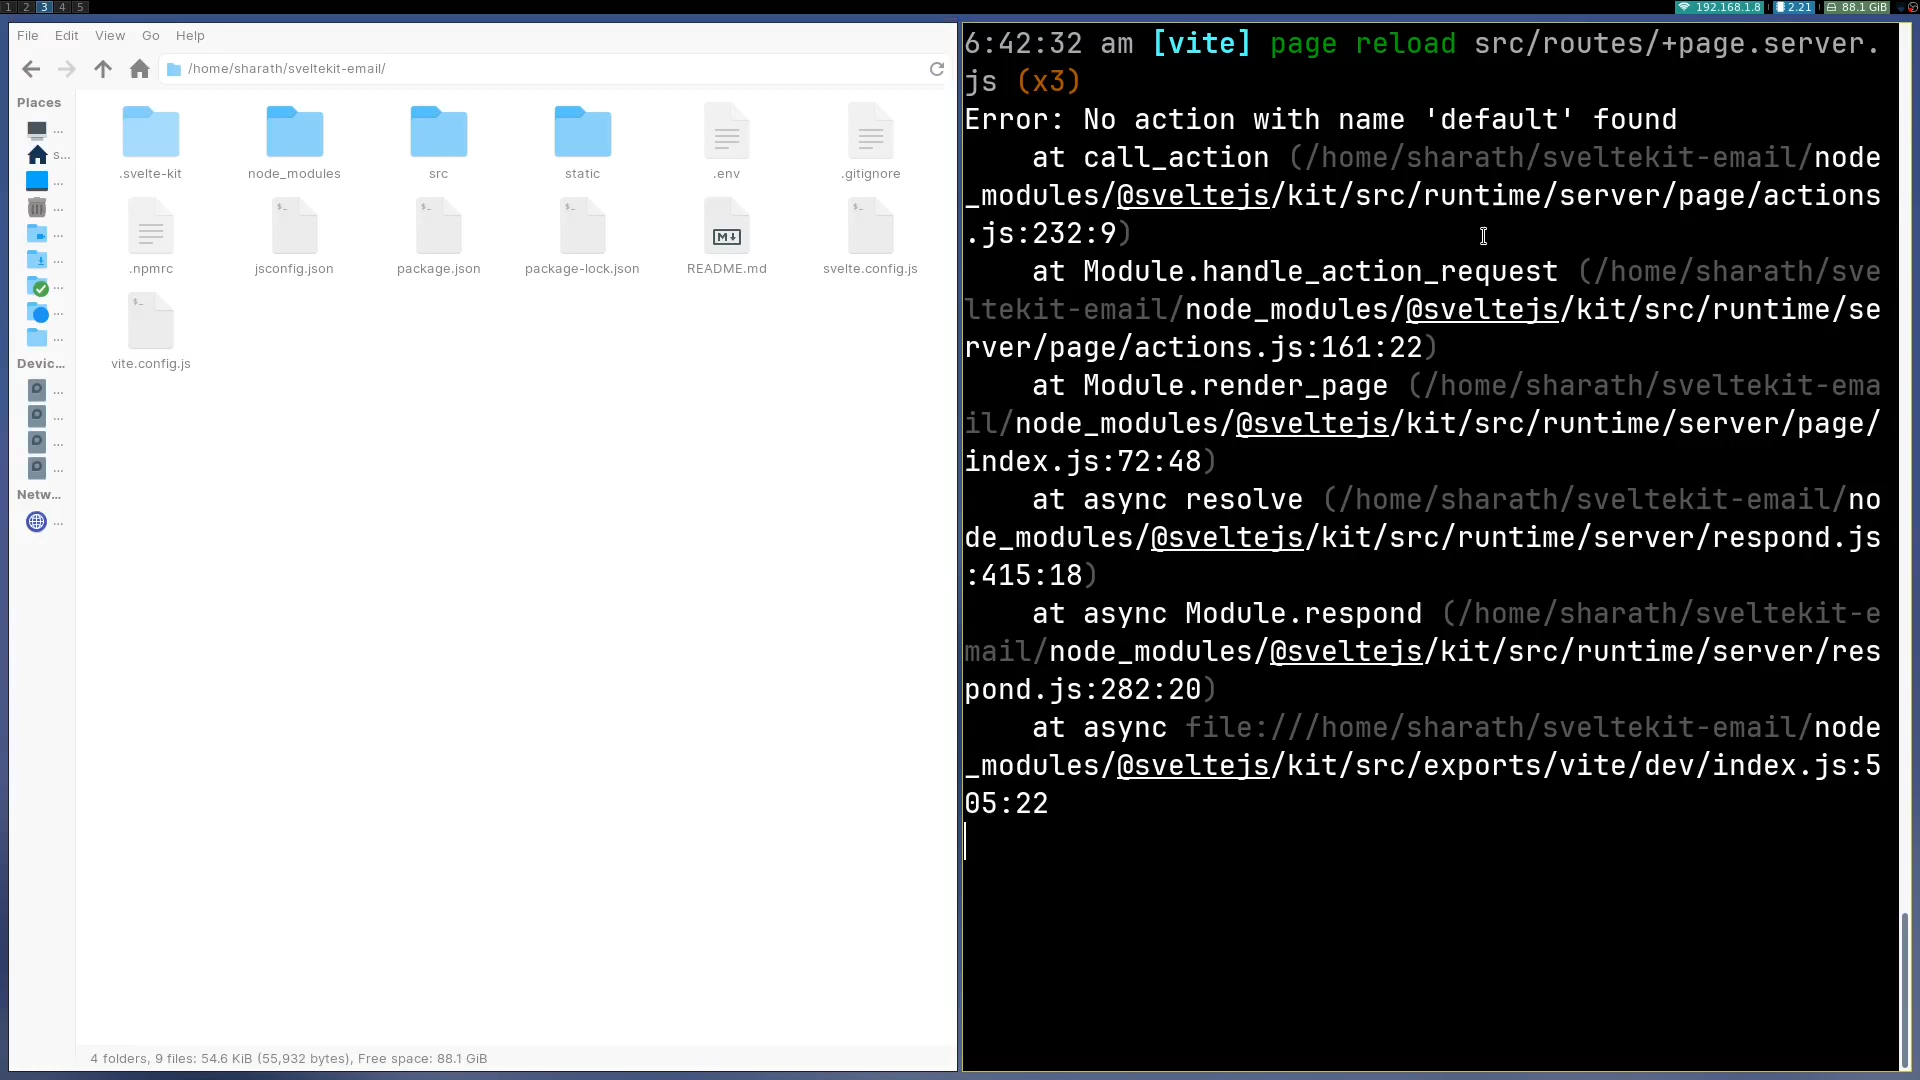 1 2 3 4 5
192.168.1.8 2.21 88.1 GiB
File Edit View Go Help
/home/sharath/sveltekit-email/
Places
...
s...
...
...
...
...
...
...
...
Devic...
...
...
...
...
Netw...
...
.svelte-kit node_modules src static .env .gitignore
.npmrc jsconfig.json package.json package-lock.json README.md svelte.config.js
vite.config.js
4 folders, 9 files: 54.6 KiB (55,932 bytes), Free space: 88.1 GiB
6:42:32 am [vite] page reload src/routes/+page.server.
js (x3)
Error: No action with name 'default' found
at call_action (/home/sharath/sveltekit-email/node
_modules/@sveltejs/kit/src/runtime/server/page/actions
.js:232:9)
at Module.handle_action_request (/home/sharath/sve
ltekit-email/node_modules/@sveltejs/kit/src/runtime/se
rver/page/actions.js:161:22)
at Module.render_page (/home/sharath/sveltekit-ema
il/node_modules/@sveltejs/kit/src/runtime/server/page/
index.js:72:48)
at async resolve (/home/sharath/sveltekit-email/no
de_modules/@sveltejs/kit/src/runtime/server/respond.js
:415:18)
at async Module.respond (/home/sharath/sveltekit-e
mail/node_modules/@sveltejs/kit/src/runtime/server/res
pond.js:282:20)
at async file:///home/sharath/sveltekit-email/node
_modules/@sveltejs/kit/src/exports/vite/dev/index.js:5
05:22